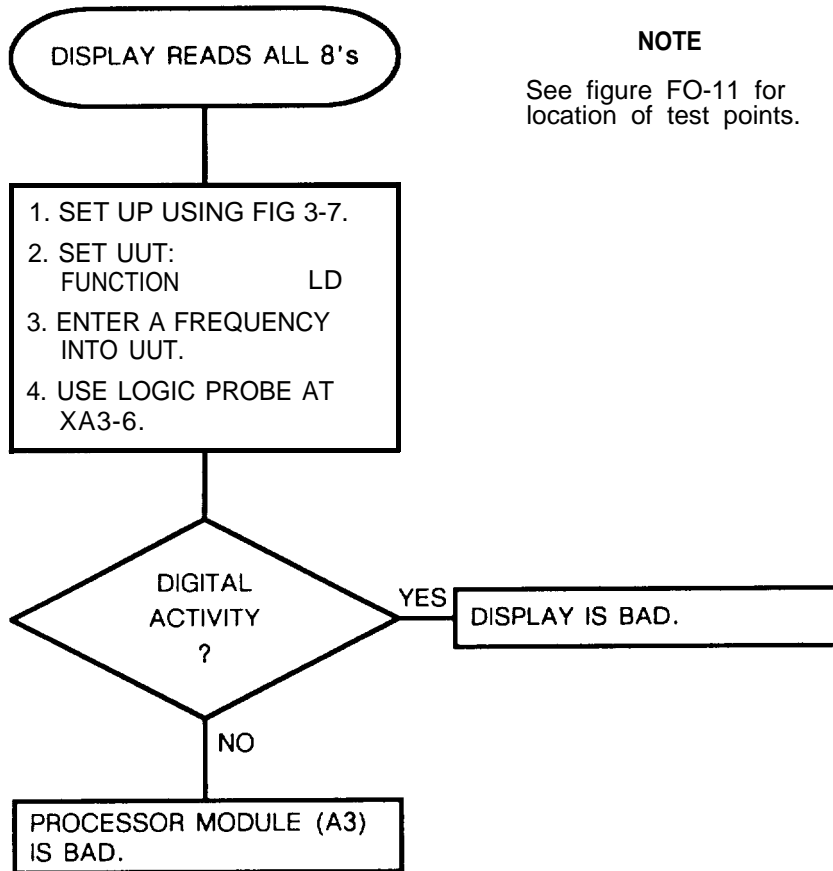 DISPLAY READS ALL 8's
NOTE
See figure FO-11 for
location of test points.
1. SET UP USING FIG 3-7.
2. SET UUT:
FUNCTION LD
3. ENTER A FREQUENCY
INTO UUT.
4. USE LOGIC PROBE AT
XA3-6.
DIGITAL
ACTIVITY
?
YES
DISPLAY IS BAD.
NO
PROCESSOR MODULE (A3)
IS BAD.